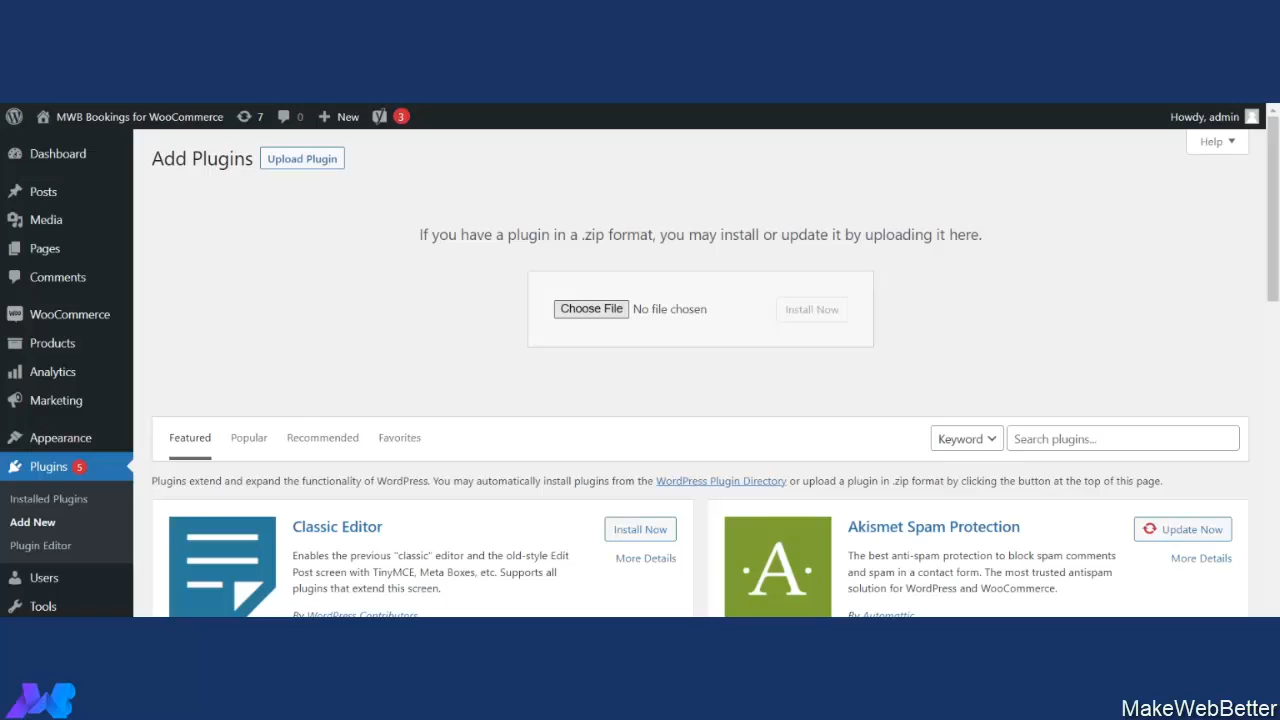 MWB Bookings for WooCommerce 7 0 New 3 Howdy, admin
Help
Dashboard
Posts
Media
Pages
Comments
WooCommerce
Products
Analytics
Marketing
Appearance
Plugins 5
Installed Plugins
Add New
Plugin Editor
Users
Tools
Add Plugins Upload Plugin
If you have a plugin in a .zip format, you may install or update it by uploading it here.
Choose File No file chosen Install Now
Featured Popular Recommended Favorites Keyword Search plugins...
Plugins extend and expand the functionality of WordPress. You may automatically install plugins from the WordPress Plugin Directory or upload a plugin in .zip format by clicking the button at the top of this page.
Classic Editor
Install Now
More Details
Enables the previous "classic" editor and the old-style Edit
Post screen with TinyMCE, Meta Boxes, etc. Supports all
plugins that extend this screen.
By WordPress Contributors
A
Akismet Spam Protection
Update Now
More Details
The best anti-spam protection to block spam comments
and spam in a contact form. The most trusted antispam
solution for WordPress and WooCommerce.
By Automattic
MakeWebBetter